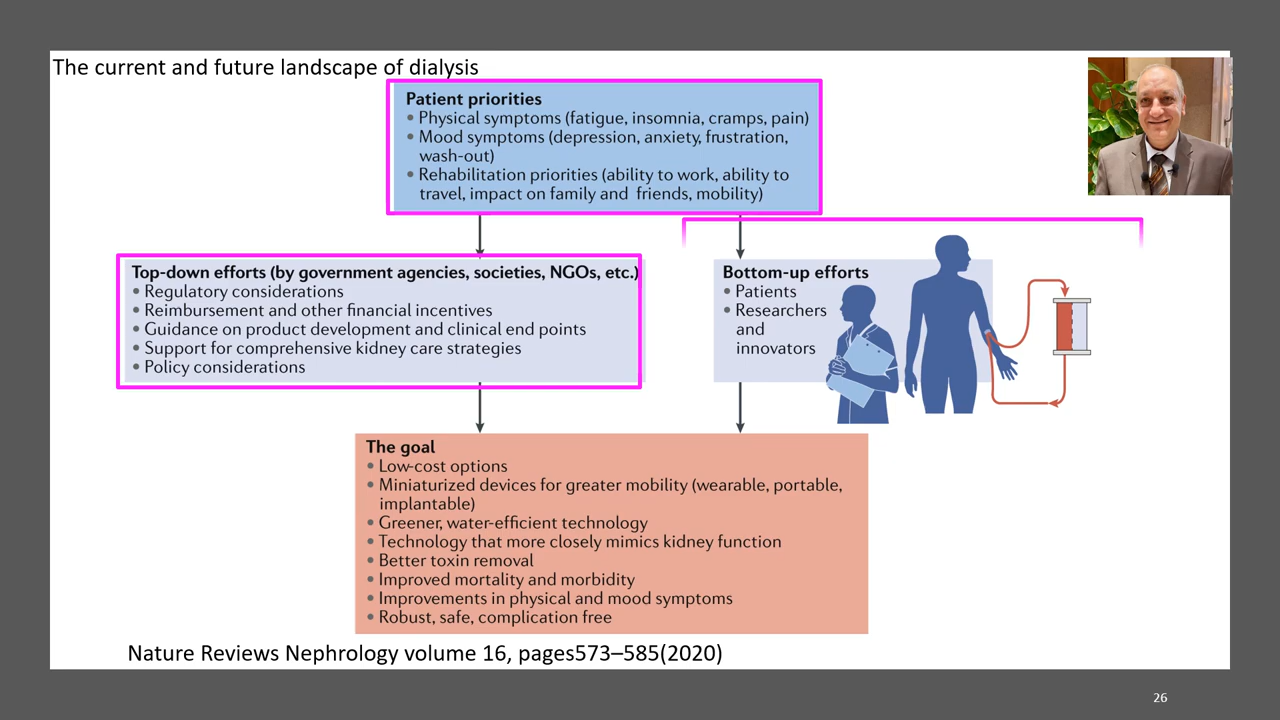 The current and future landscape of dialysis
Patient priorities
• Physical symptoms (fatigue, insomnia, cramps, pain)
• Mood symptoms (depression, anxiety, frustration,
wash-out)
• Rehabilitation priorities (ability to work, ability to
travel, impact on family and friends, mobility)
Top-down efforts (by government agencies, societies, NGOs, etc.)
• Regulatory considerations
• Reimbursement and other financial incentives
• Guidance on product development and clinical end points
• Support for comprehensive kidney care strategies
• Policy considerations
Bottom-up efforts
• Patients
• Researchers
and
innovators
The goal
• Low-cost options
• Miniaturized devices for greater mobility (wearable, portable,
implantable)
• Greener, water-efficient technology
• Technology that more closely mimics kidney function
• Better toxin removal
• Improved mortality and morbidity
• Improvements in physical and mood symptoms
• Robust, safe, complication free
Nature Reviews Nephrology volume 16, pages573–585(2020)
26